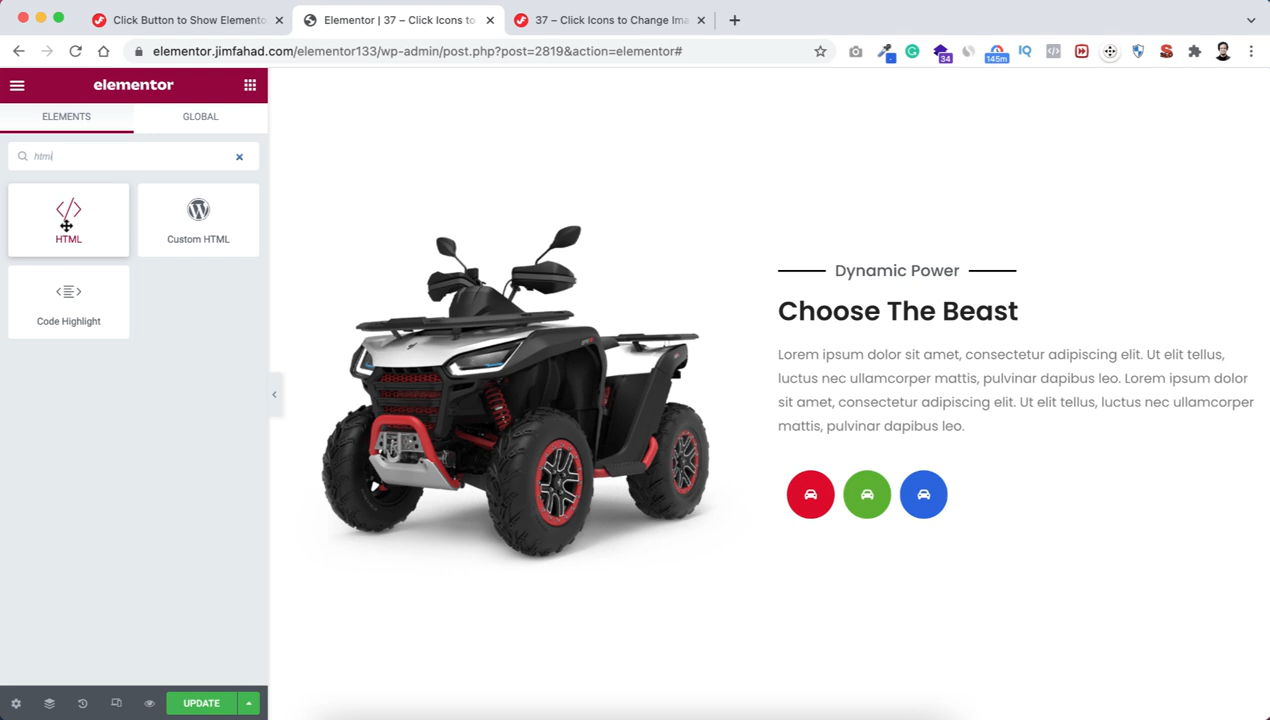 Click Button to Show Elemento
Elementor | 37 – Click Icons to
37 – Click Icons to Change Ima
elementor.jimfahad.com/elementor133/wp-admin/post.php?post=2819&action=elementor#
34
145m
IQ
elementor
ELEMENTS
GLOBAL
html
HTML
Custom HTML
Code Highlight
UPDATE
Dynamic Power
Choose The Beast
Lorem ipsum dolor sit amet, consectetur adipiscing elit. Ut elit tellus,
luctus nec ullamcorper mattis, pulvinar dapibus leo. Lorem ipsum dolor
sit amet, consectetur adipiscing elit. Ut elit tellus, luctus nec ullamcorper
mattis, pulvinar dapibus leo.